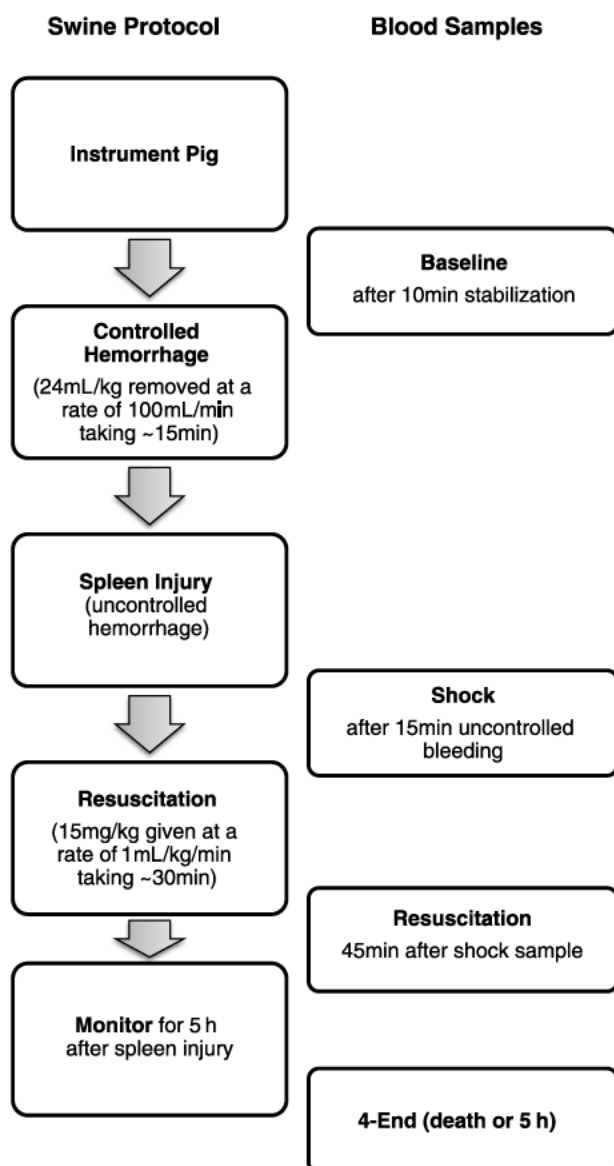 Swine Protocol
Blood Samples
Instrument Pig
Baseline
after 10min stabilization
Controlled
Hemorrhage
(24mL/kg removed at a
rate of 100mL/min
taking ~15min)
Spleen Injury
(uncontrolled
hemorrhage)
Shock
after 15min uncontrolled
bleeding
Resuscitation
(15mg/kg given at a
rate of 1mL/kg/min
taking ~30min)
Resuscitation
45min after shock sample
Monitor for 5 h
after spleen injury
4-End (death or 5 h)